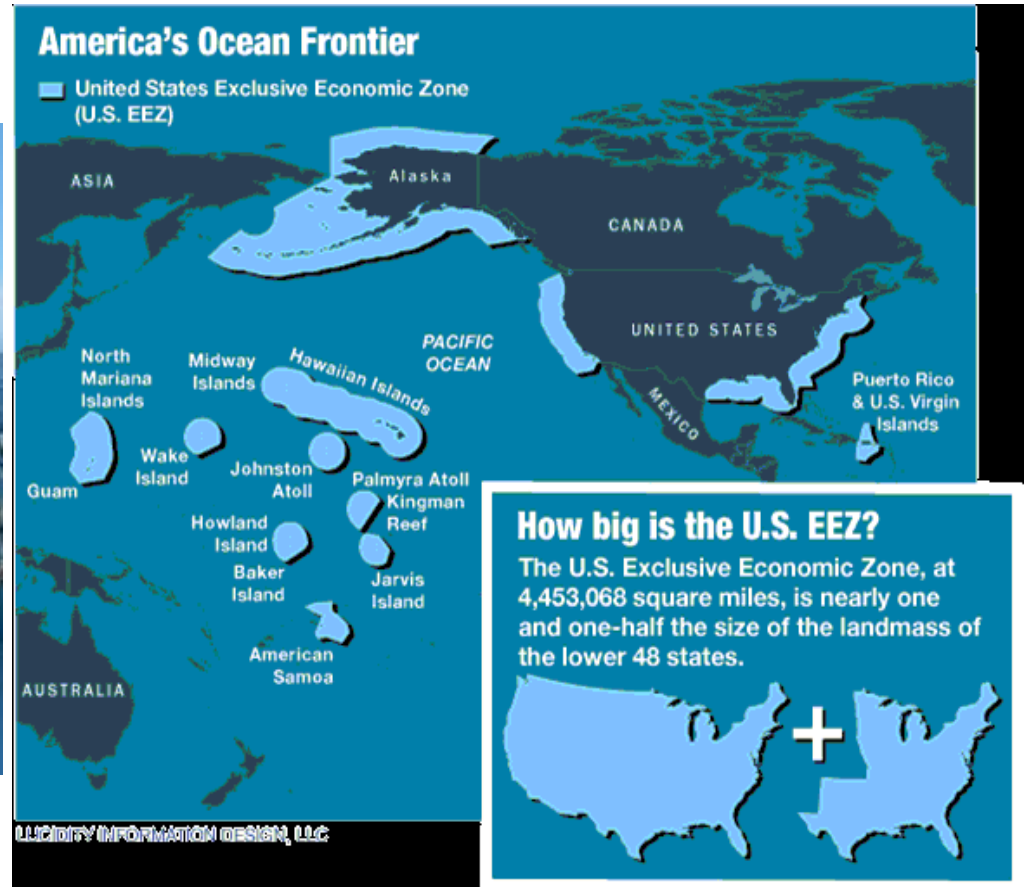 America's Ocean Frontier
United States Exclusive Economic Zone
(U.S. EEZ)
ASIA
Alaska
CANADA
UNITED STATES
MEXICO
PACIFIC
OCEAN
North
Mariana
Islands
Guam
Midway
Islands
Hawaiian Islands
Wake
Island
Johnston
Atoll
Palmyra Atoll
Kingman
Reef
Howland
Island
Baker
Island
Jarvis
Island
American
Samoa
AUSTRALIA
Puerto Rico
& U.S. Virgin
Islands
How big is the U.S. EEZ?
The U.S. Exclusive Economic Zone, at
4,453,068 square miles, is nearly one
and one-half the size of the landmass of
the lower 48 states.
LUCIDITY INFORMATION DESIGN, LLC